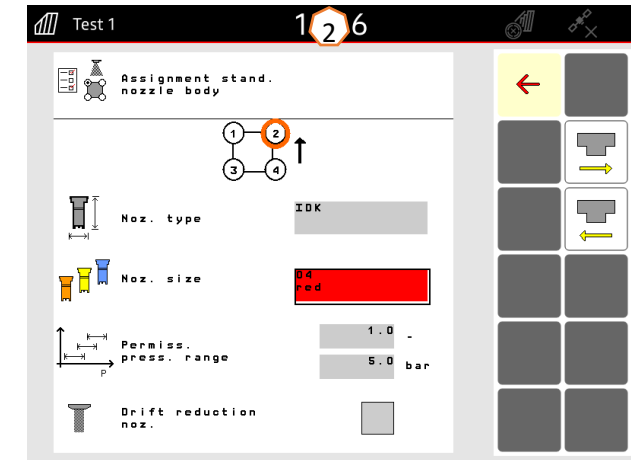 Test 1
1 2 6
Assignment stand.
nozzle body
1 2
3 4
Noz. type
IDK
Noz. size
04
red
Permiss.
press. range
1.0 -
5.0 bar
P
Drift reduction
noz.